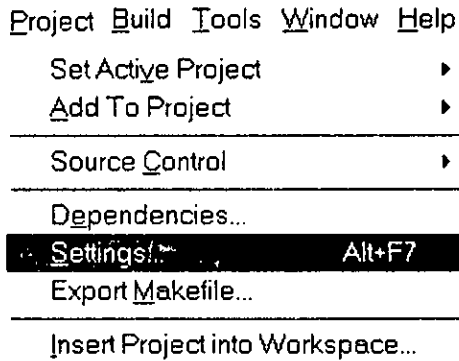 Project Build Tools Window Help
Set Active Project
Add To Project
Source Control
Dependencies...
Settings... Alt+F7
Export Makefile...
Insert Project into Workspace...